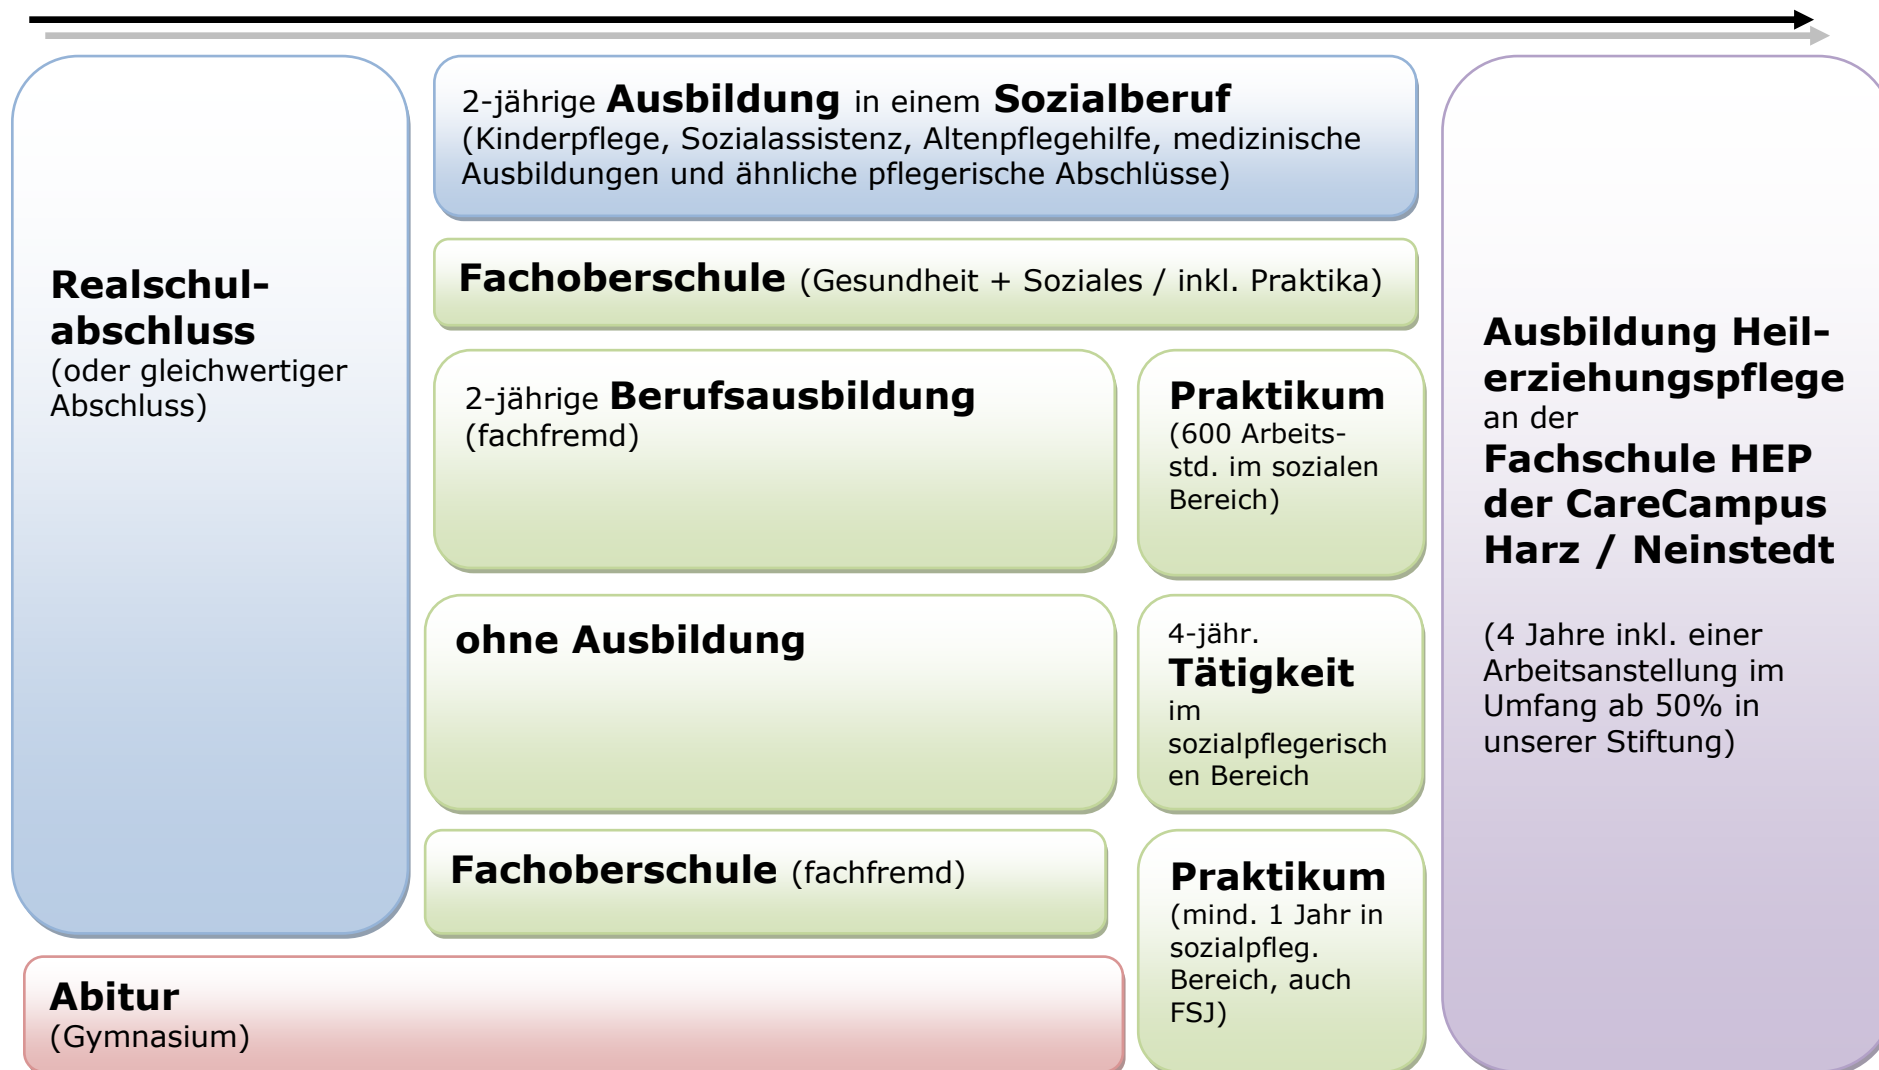 Realschul-
abschluss
(oder gleichwertiger
Abschluss)
2-jährige Ausbildung in einem Sozialberuf
(Kinderpflege, Sozialassistenz, Altenpflegehilfe, medizinische
Ausbildungen und ähnliche pflegerische Abschlüsse)
Fachoberschule (Gesundheit + Soziales / inkl. Praktika)
2-jährige Berufsausbildung
(fachfremd)
Praktikum
(600 Arbeits-
std. im sozialen
Bereich)
ohne Ausbildung
4-jähr.
Tätigkeit
im
sozialpflegerisch
en Bereich
Fachoberschule (fachfremd)
Praktikum
(mind. 1 Jahr in
sozialpfleg.
Bereich, auch
FSJ)
Abitur
(Gymnasium)
Ausbildung Heil-
erziehungspflege
an der
Fachschule HEP
der CareCampus
Harz / Neinstedt
(4 Jahre inkl. einer
Arbeitsanstellung im
Umfang ab 50% in
unserer Stiftung)